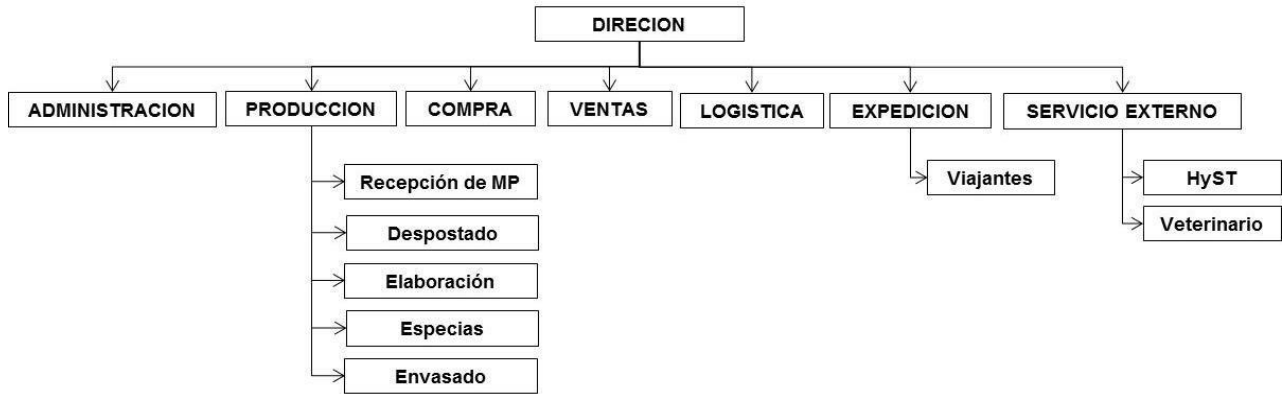 DIRECION
ADMINISTRACION
PRODUCCION
COMPRA
VENTAS
LOGISTICA
EXPEDICION
SERVICIO EXTERNO
Recepción de MP
Despostado
Elaboración
Especias
Envasado
Viajantes
HyST
Veterinario